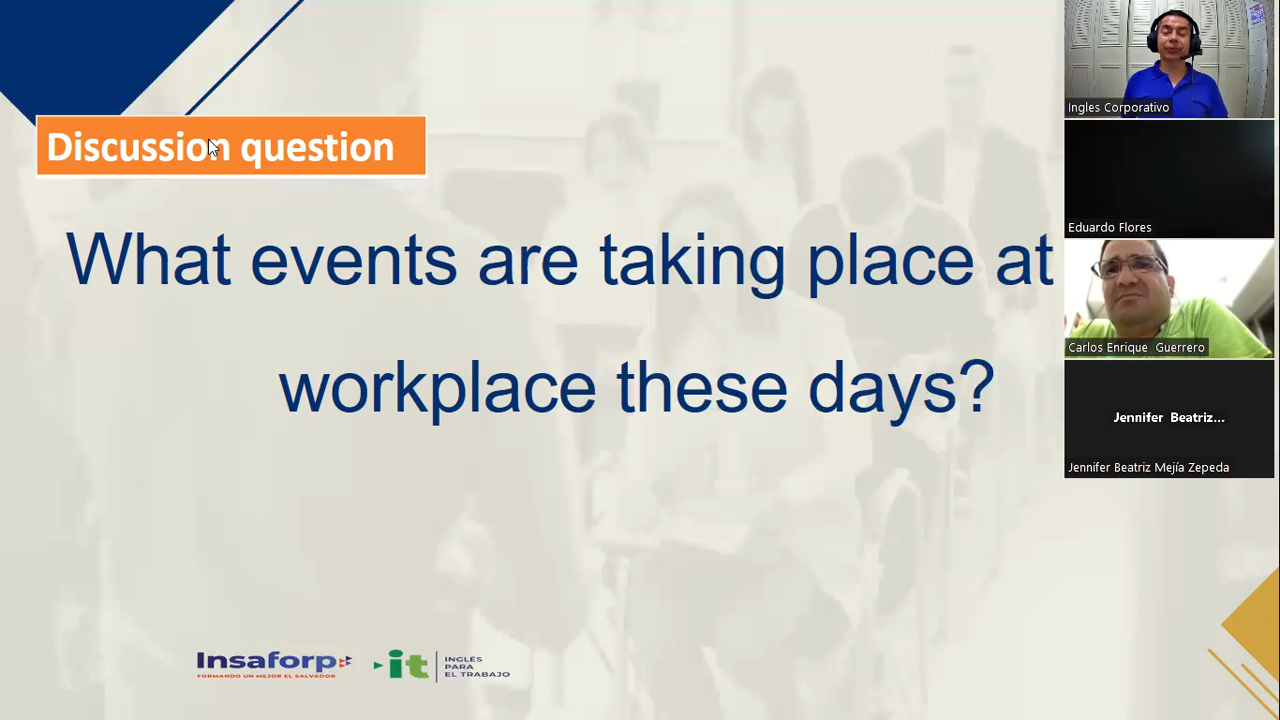 Discussion question
What events are taking place at
workplace these days?
Insaforp
FORMANDO UN MEJOR EL SALVADOR
it
INGLÉS
PARA
EL TRABAJO
Ingles Corporativo
Eduardo Flores
Carlos Enrique Guerrero
Jennifer Beatriz...
Jennifer Beatriz Mejía Zepeda